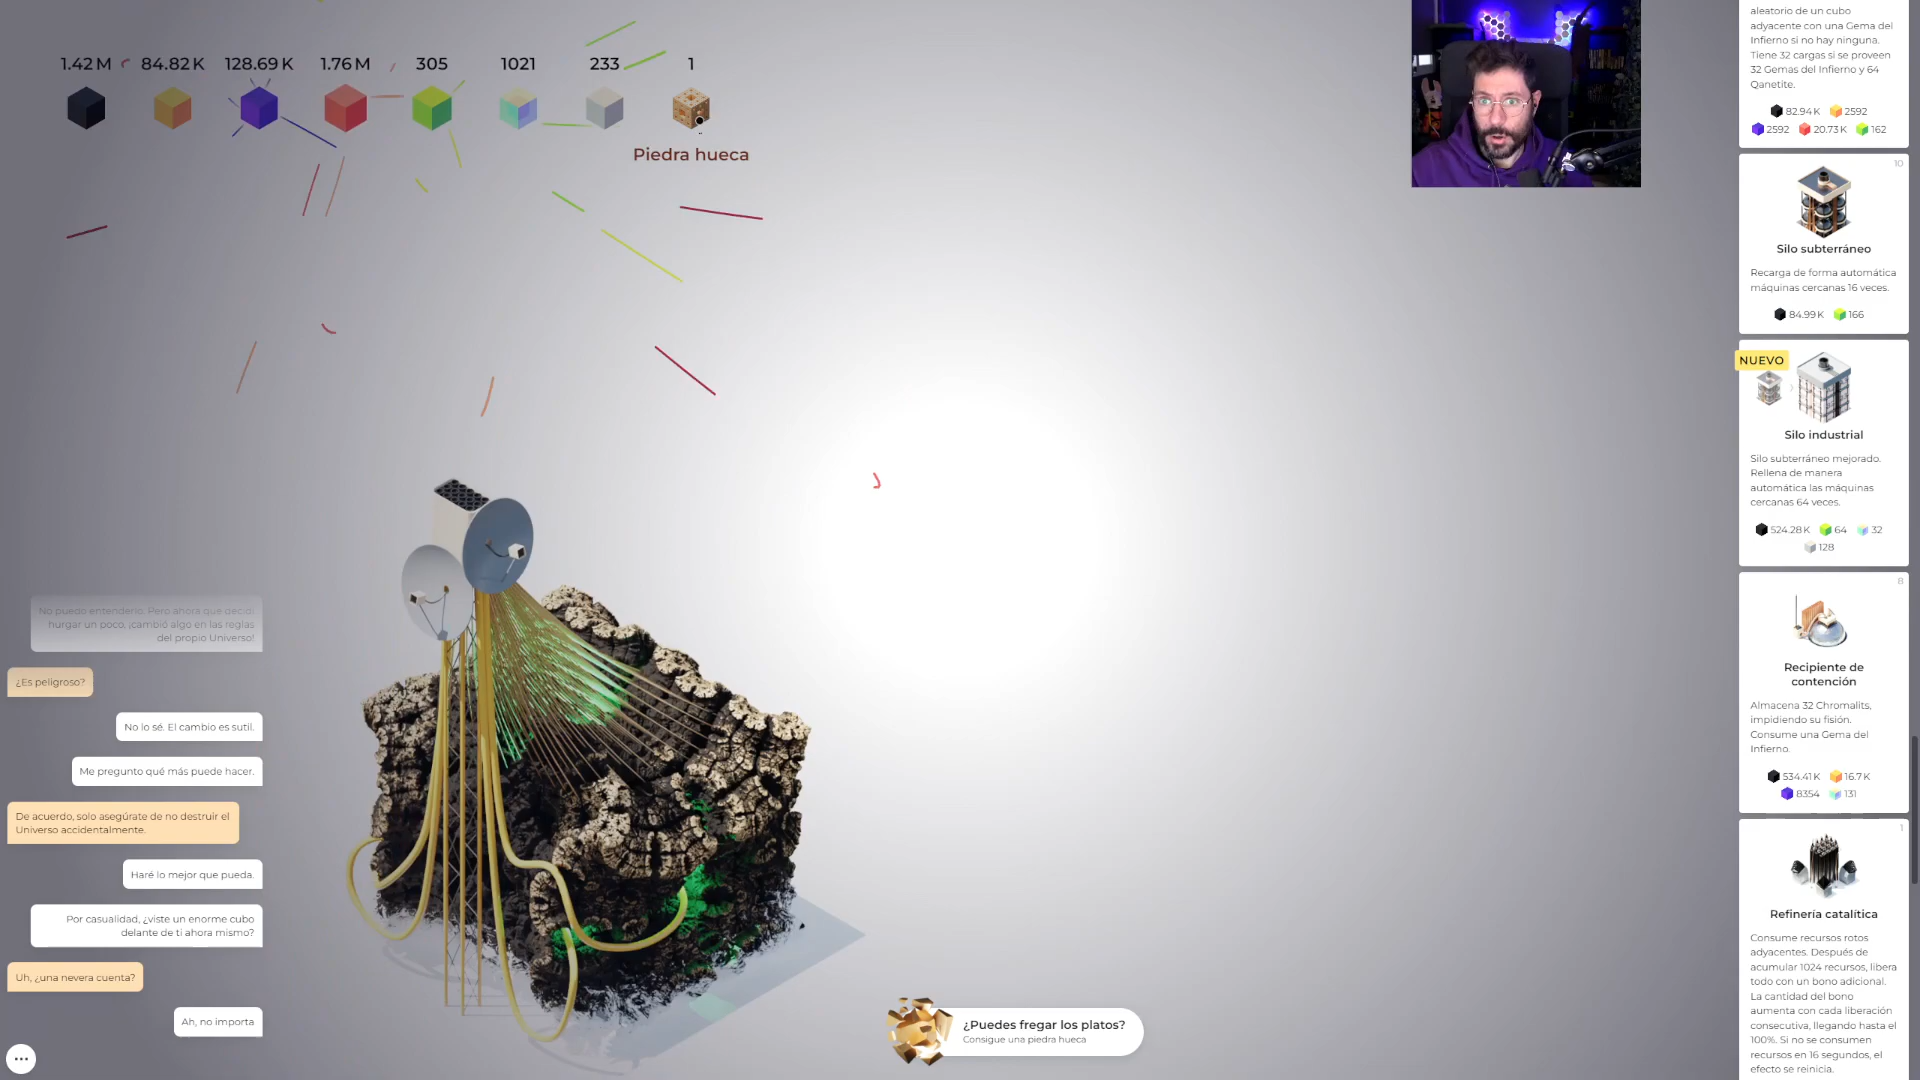 1.42 M
84.82 K
128.69 K
1.76 M
305
1021
233
1
Piedra hueca
No puedo entenderlo. Pero ahora que decidí
hurgar un poco, ¡cambió algo en las reglas
del propio Universo!
¿Es peligroso?
No lo sé. El cambio es sutil.
Me pregunto qué más puede hacer.
De acuerdo, solo asegúrate de no destruir el
Universo accidentalmente.
Haré lo mejor que pueda.
Por casualidad, ¿viste un enorme cubo
delante de ti ahora mismo?
Uh, ¿una nevera cuenta?
Ah, no importa
...
¿Puedes fregar los platos?
Consigue una piedra hueca
aleatorio de un cubo
adyacente con una Gema del
Infierno si no hay ninguna.
Tiene 32 cargas si se proveen
32 Gemas del Infierno y 64
Qanetite.
82.94 K 2592
2592 20.73 K 162
10
Silo subterráneo
Recarga de forma automática
máquinas cercanas 16 veces.
84.99 K 166
NUEVO
Silo industrial
Silo subterráneo mejorado.
Rellena de manera
automática las máquinas
cercanas 64 veces.
524.28 K 64 32
128
8
Recipiente de
contención
Almacena 32 Chromalits,
impidiendo su fisión.
Consume una Gema del
Infierno.
534.41 K 16.7 K
8354 131
1
Refinería catalítica
Consume recursos rotos
adyacentes. Después de
acumular 1024 recursos, libera
todo con un bono adicional.
La cantidad del bono
aumenta con cada liberación
consecutiva, llegando hasta el
100%. Si no se consumen
recursos en 16 segundos, el
efecto se reinicia.